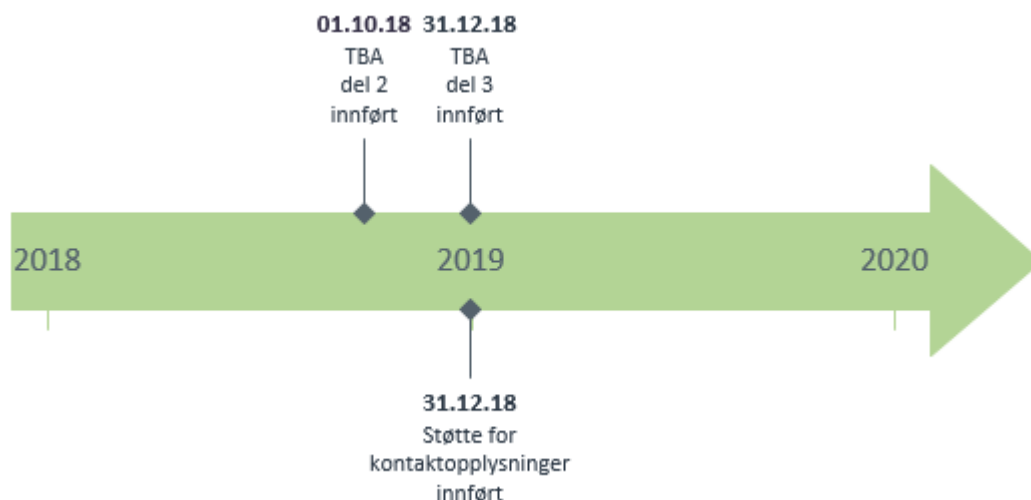 01.10.18
TBA
del 2
innført
31.12.18
TBA
del 3
innført
2018
2019
2020
31.12.18
Støtte for
kontaktopplysninger
innført